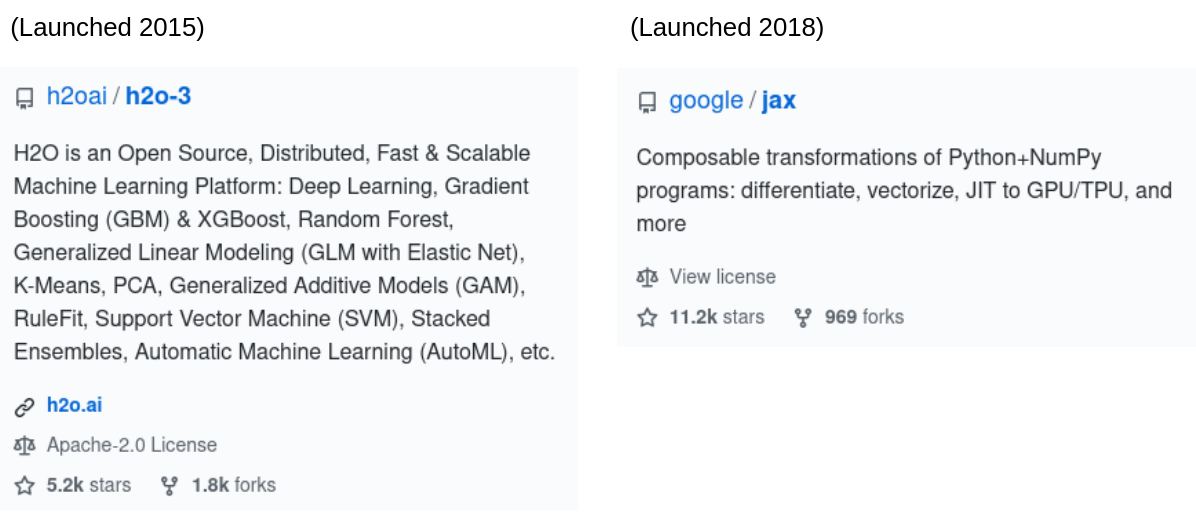 (Launched 2015)
h2oai / h2o-3
H2O is an Open Source, Distributed, Fast & Scalable
Machine Learning Platform: Deep Learning, Gradient
Boosting (GBM) & XGBoost, Random Forest,
Generalized Linear Modeling (GLM with Elastic Net),
K-Means, PCA, Generalized Additive Models (GAM),
RuleFit, Support Vector Machine (SVM), Stacked
Ensembles, Automatic Machine Learning (AutoML), etc.
h2o.ai
Apache-2.0 License
5.2k stars 1.8k forks
(Launched 2018)
google / jax
Composable transformations of Python+NumPy
programs: differentiate, vectorize, JIT to GPU/TPU, and
more
View license
11.2k stars 969 forks